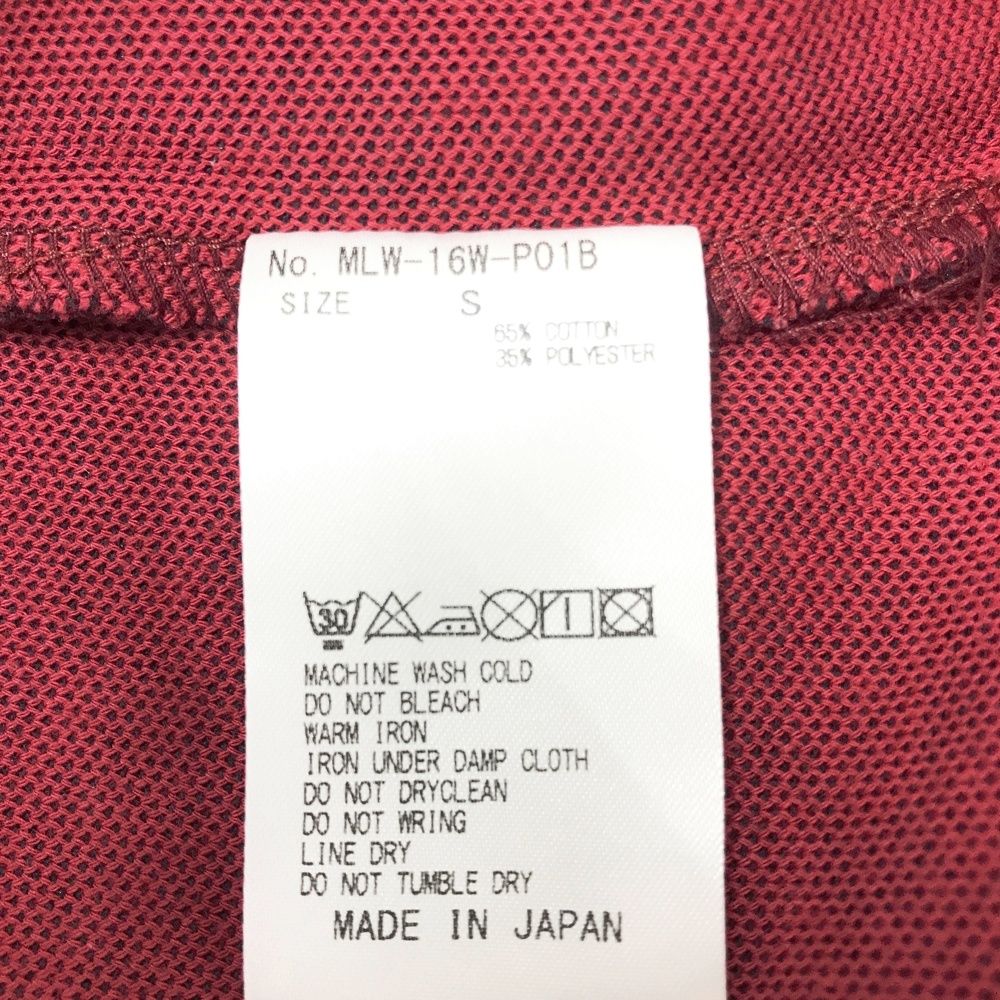 No. MLW-16W-P01B
SIZE S
65% COTTON
35% POLYESTER
30
MACHINE WASH COLD
DO NOT BLEACH
WARM IRON
IRON UNDER DAMP CLOTH
DO NOT DRYCLEAN
DO NOT WRING
LINE DRY
DO NOT TUMBLE DRY
MADE IN JAPAN